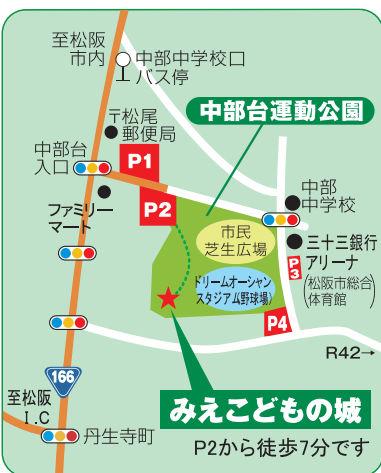 至松阪
市内
中部中学校口
バス停
〒松尾
郵便局
中部台運動公園
中部台
入口
P1
P2
ファミリー
マート
中部
中学校
市民
芝生広場
三十三銀行
アリーナ
(松阪市総合
体育館)
P3
ドリームオーシャン
スタジアム野球場)
P4
R42→
166
至松阪
I.C
みえこどもの城
丹生寺町
P2から徒歩7分です